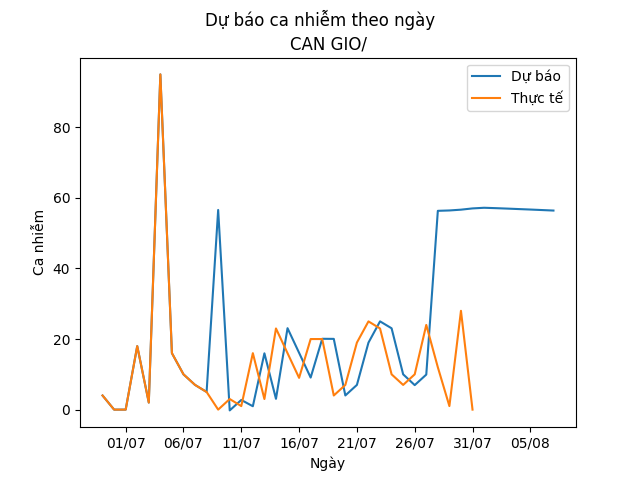 Dự báo ca nhiễm theo ngày
CAN GIO/
Dự báo
Thực tế
Ca nhiễm
80
60
40
20
0
01/07 06/07 11/07 16/07 21/07 26/07 31/07 05/08
Ngày